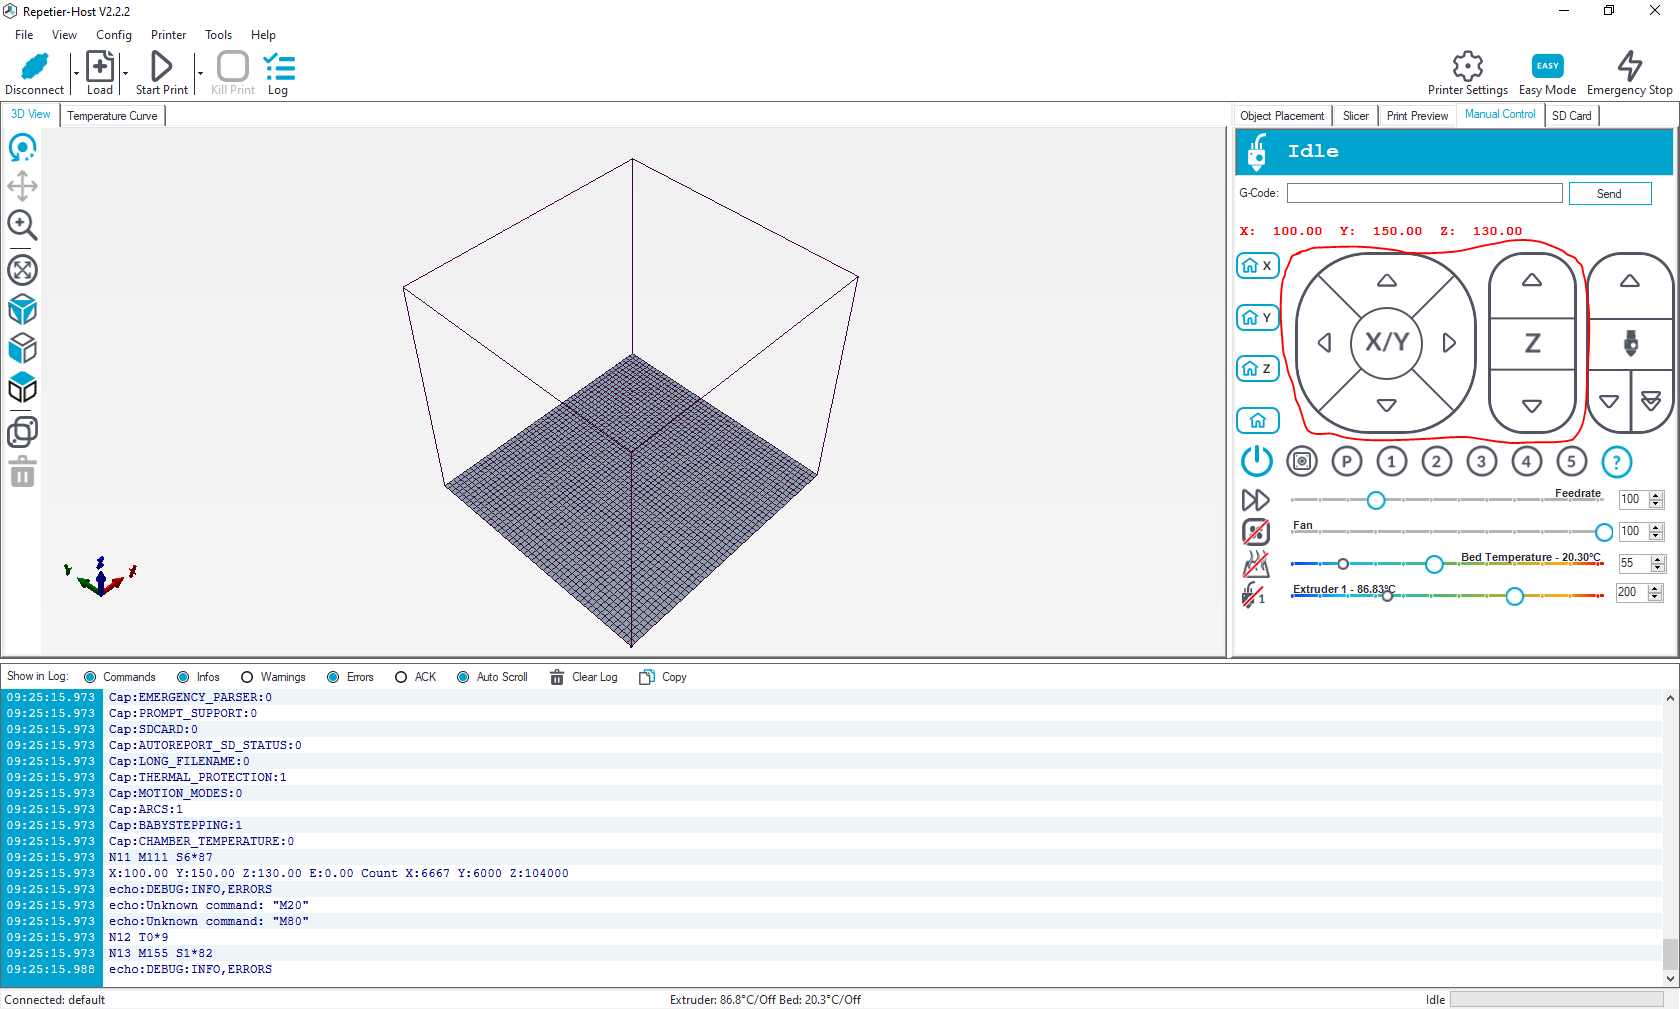 Repetier-Host V2.2.2
File View Config Printer Tools Help
EASY
Disconnect Load Start Print Kill Print Log Printer Settings Easy Mode Emergency Stop
3D View Temperature Curve Object Placement Slicer Print Preview Manual Control SD Card
Idle
G-Code: Send
X: 100.00 Y: 150.00 Z: 130.00
X
Y
X/Y Z
Z
P 1 2 3 4 5 ?
Feedrate 100
Fan 100
Bed Temperature - 20.30°C 55
Extruder 1 - 86.83°C 200
1
Y Z X
Show in Log: Commands Infos Warnings Errors ACK Auto Scroll Clear Log Copy
09:25:15.973 Cap:EMERGENCY_PARSER:0
09:25:15.973 Cap:PROMPT_SUPPORT:0
09:25:15.973 Cap:SDCARD:0
09:25:15.973 Cap:AUTOREPORT_SD_STATUS:0
09:25:15.973 Cap:LONG_FILENAME:0
09:25:15.973 Cap:THERMAL_PROTECTION:1
09:25:15.973 Cap:MOTION_MODES:0
09:25:15.973 Cap:ARCS:1
09:25:15.973 Cap:BABYSTEPPING:1
09:25:15.973 Cap:CHAMBER_TEMPERATURE:0
09:25:15.973 N11 M111 S6*87
09:25:15.973 X:100.00 Y:150.00 Z:130.00 E:0.00 Count X:6667 Y:6000 Z:104000
09:25:15.973 echo:DEBUG:INFO,ERRORS
09:25:15.973 echo:Unknown command: "M20"
09:25:15.973 echo:Unknown command: "M80"
09:25:15.973 N12 T0*9
09:25:15.973 N13 M155 S1*82
09:25:15.988 echo:DEBUG:INFO,ERRORS
Connected: default Extruder: 86.8°C/Off Bed: 20.3°C/Off Idle